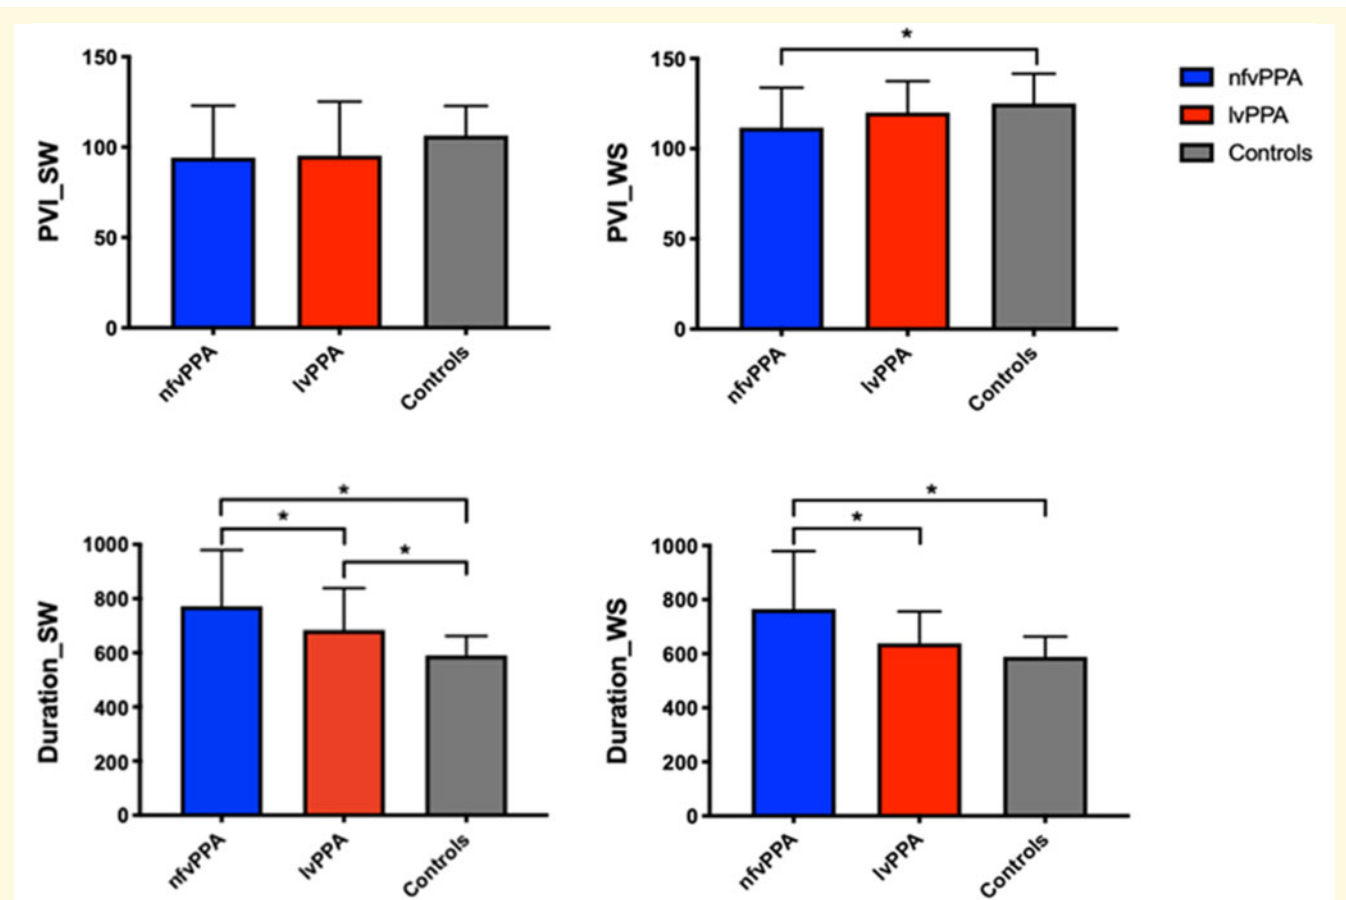 150
100
50
0
PVI_SW
nfvPPA
lvPPA
Controls
*
150
100
50
0
PVI_WS
nfvPPA
lvPPA
Controls
nfvPPA
lvPPA
Controls
*
*
*
1000
800
600
400
200
0
Duration_SW
nfvPPA
lvPPA
Controls
*
*
1000
800
600
400
200
0
Duration_WS
nfvPPA
lvPPA
Controls